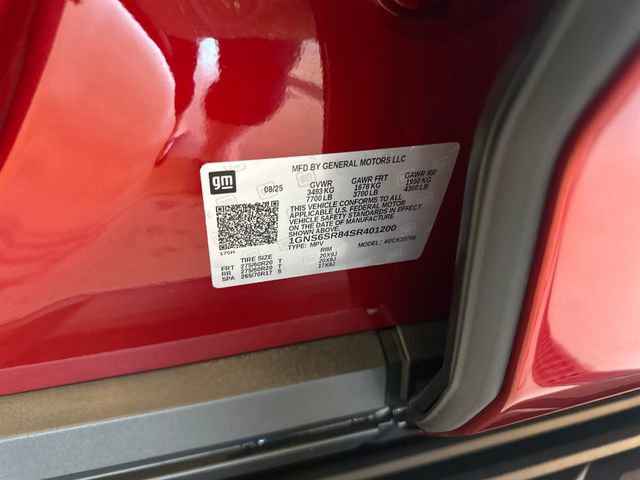 MFD BY GENERAL MOTORS LLC
gm
08/25
GVWR GAWR FRT GAWR RR
3493 KG 1678 KG 1950 KG
7700 LB 3700 LB 4300 LB
THIS VEHICLE CONFORMS TO ALL
APPLICABLE U.S. FEDERAL MOTOR
VEHICLE SAFETY STANDARDS IN EFFECT
ON THE DATE OF MANUFACTURE SHOWN ABOVE.
1GNS6SR84SR401200
TYPE: MPV MODEL:
TIRE SIZE RIM
FRT 275/60R20 T 20X9J
RR 275/60R20 T 20X9J
SPA 265/70R17 S 17X8J